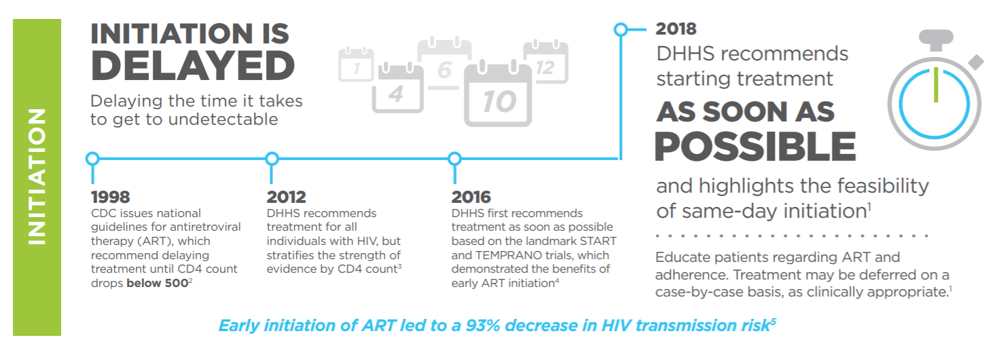 INITIATION
INITIATION IS
DELAYED
Delaying the time it takes
to get to undetectable
1
4
6
10
12
1998
CDC issues national
guidelines for antiretroviral
therapy (ART), which
recommend delaying
treatment until CD4 count
drops below 500²
2012
DHHS recommends
treatment for all
individuals with HIV, but
stratifies the strength of
evidence by CD4 count³
2016
DHHS first recommends
treatment as soon as possible
based on the landmark START
and TEMPRANO trials, which
demonstrated the benefits of
early ART initiation⁴
2018
DHHS recommends
starting treatment
AS SOON AS
POSSIBLE
and highlights the feasibility
of same-day initiation¹
Educate patients regarding ART and
adherence. Treatment may be deferred on a
case-by-case basis, as clinically appropriate.¹
Early initiation of ART led to a 93% decrease in HIV transmission risk⁵